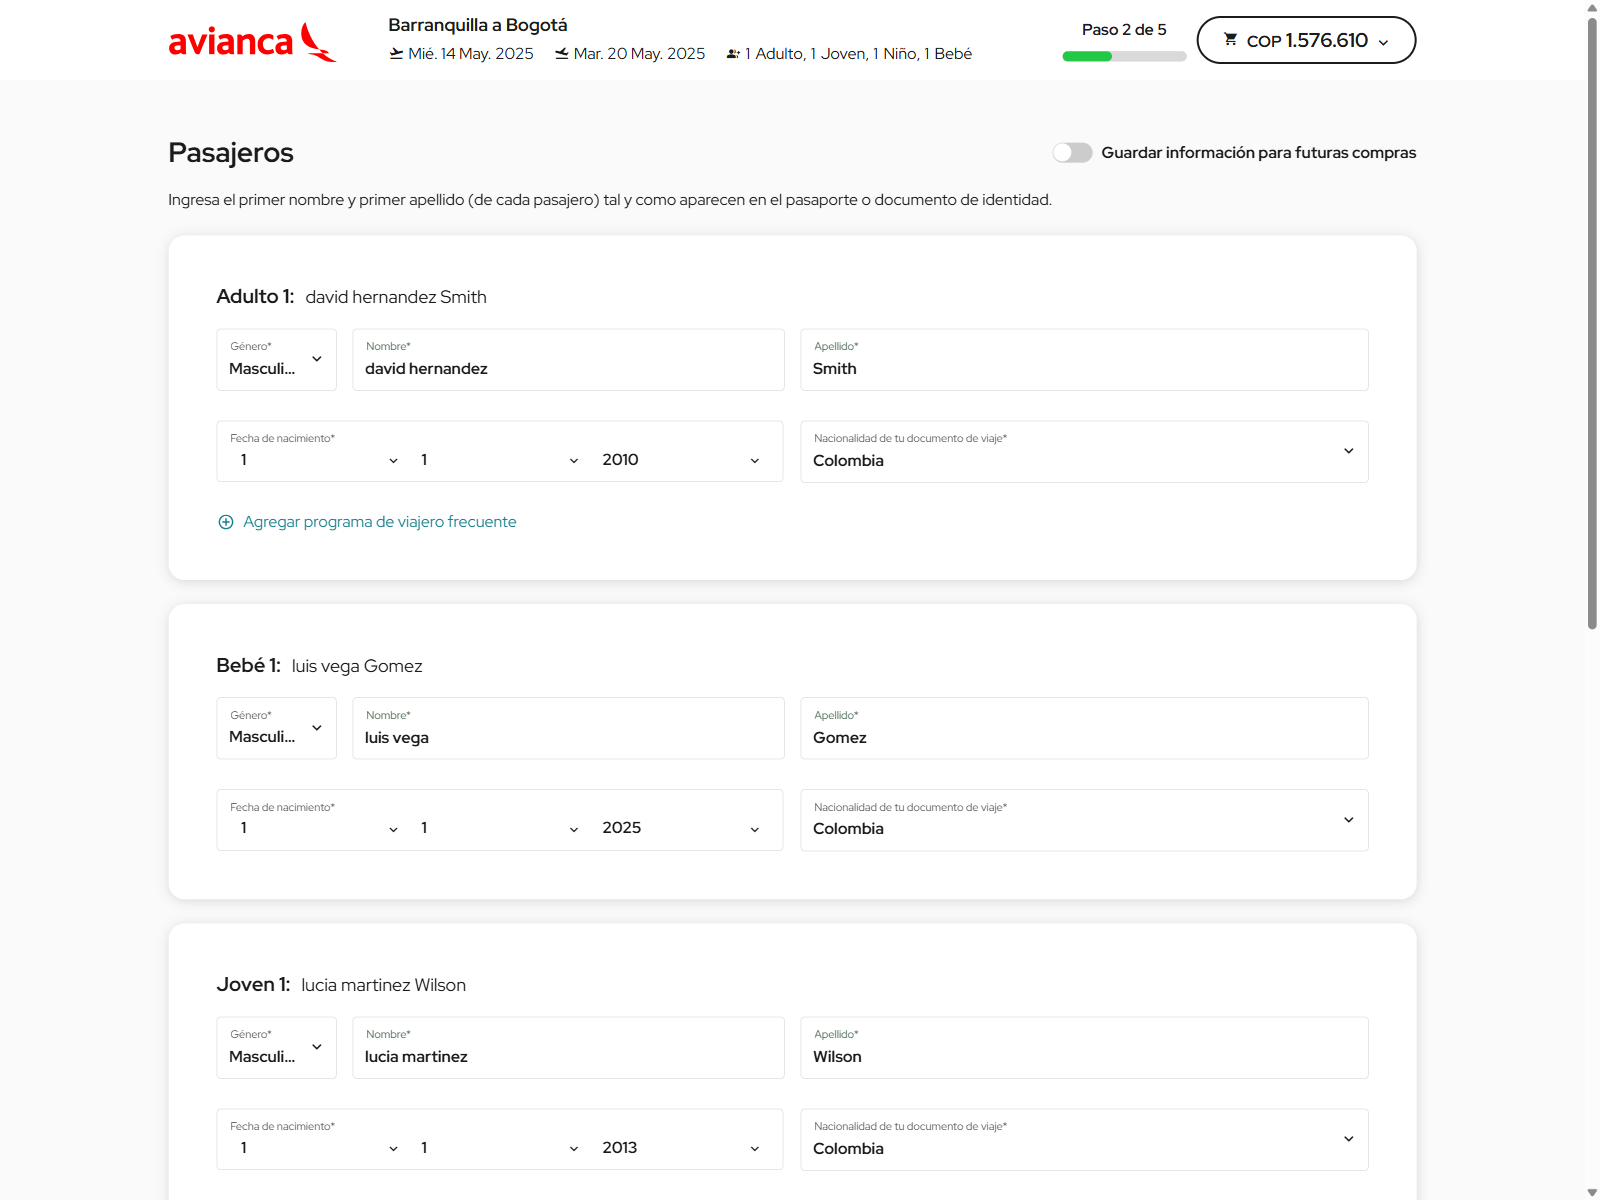 avianca
Barranquilla a Bogotá
Mié. 14 May. 2025 Mar. 20 May. 2025 1 Adulto, 1 Joven, 1 Niño, 1 Bebé
Paso 2 de 5
COP 1.576.610
Pasajeros
Guardar información para futuras compras
Ingresa el primer nombre y primer apellido (de cada pasajero) tal y como aparecen en el pasaporte o documento de identidad.
Adulto 1: david hernandez Smith
Género* Nombre* Apellido*
Masculi... david hernandez Smith
Fecha de nacimiento* Nacionalidad de tu documento de viaje*
1 1 2010 Colombia
Agregar programa de viajero frecuente
Bebé 1: luis vega Gomez
Género* Nombre* Apellido*
Masculi... luis vega Gomez
Fecha de nacimiento* Nacionalidad de tu documento de viaje*
1 1 2025 Colombia
Joven 1: lucia martinez Wilson
Género* Nombre* Apellido*
Masculi... lucia martinez Wilson
Fecha de nacimiento* Nacionalidad de tu documento de viaje*
1 1 2013 Colombia